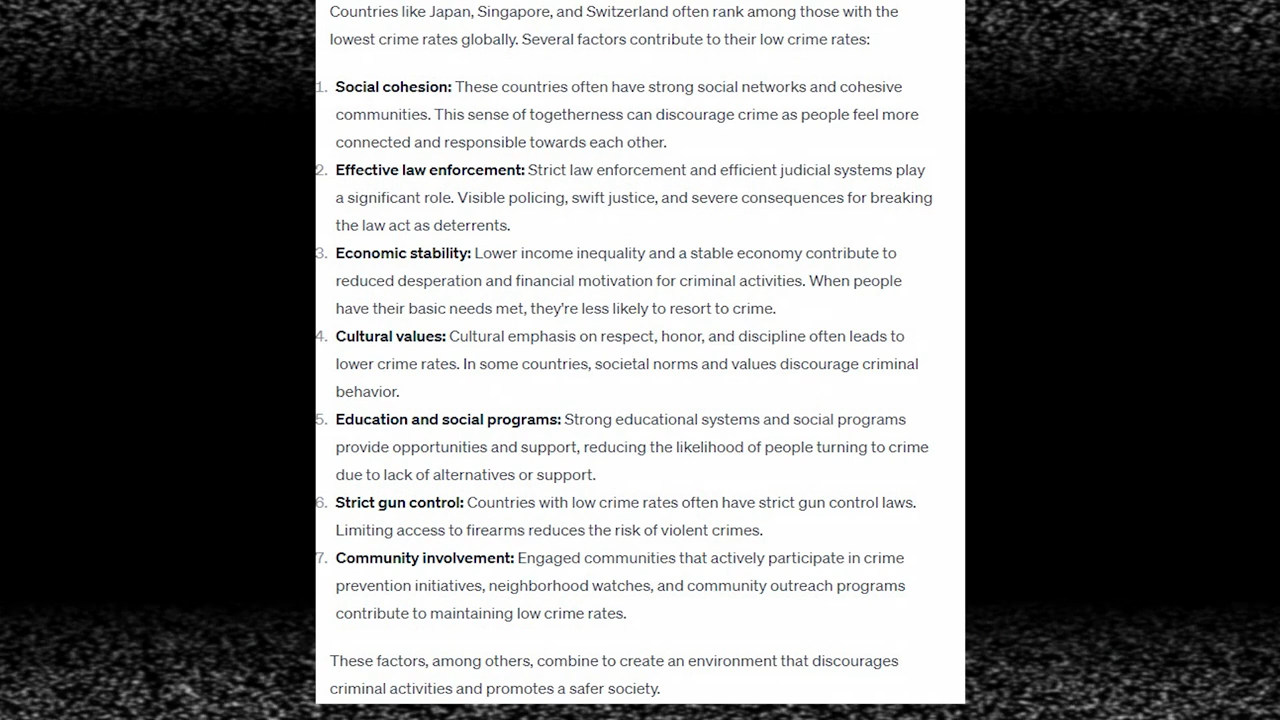 Countries like Japan, Singapore, and Switzerland often rank among those with the
lowest crime rates globally. Several factors contribute to their low crime rates:
1. Social cohesion: These countries often have strong social networks and cohesive
communities. This sense of togetherness can discourage crime as people feel more
connected and responsible towards each other.
2. Effective law enforcement: Strict law enforcement and efficient judicial systems play
a significant role. Visible policing, swift justice, and severe consequences for breaking
the law act as deterrents.
3. Economic stability: Lower income inequality and a stable economy contribute to
reduced desperation and financial motivation for criminal activities. When people
have their basic needs met, they're less likely to resort to crime.
4. Cultural values: Cultural emphasis on respect, honor, and discipline often leads to
lower crime rates. In some countries, societal norms and values discourage criminal
behavior.
5. Education and social programs: Strong educational systems and social programs
provide opportunities and support, reducing the likelihood of people turning to crime
due to lack of alternatives or support.
6. Strict gun control: Countries with low crime rates often have strict gun control laws.
Limiting access to firearms reduces the risk of violent crimes.
7. Community involvement: Engaged communities that actively participate in crime
prevention initiatives, neighborhood watches, and community outreach programs
contribute to maintaining low crime rates.
These factors, among others, combine to create an environment that discourages
criminal activities and promotes a safer society.